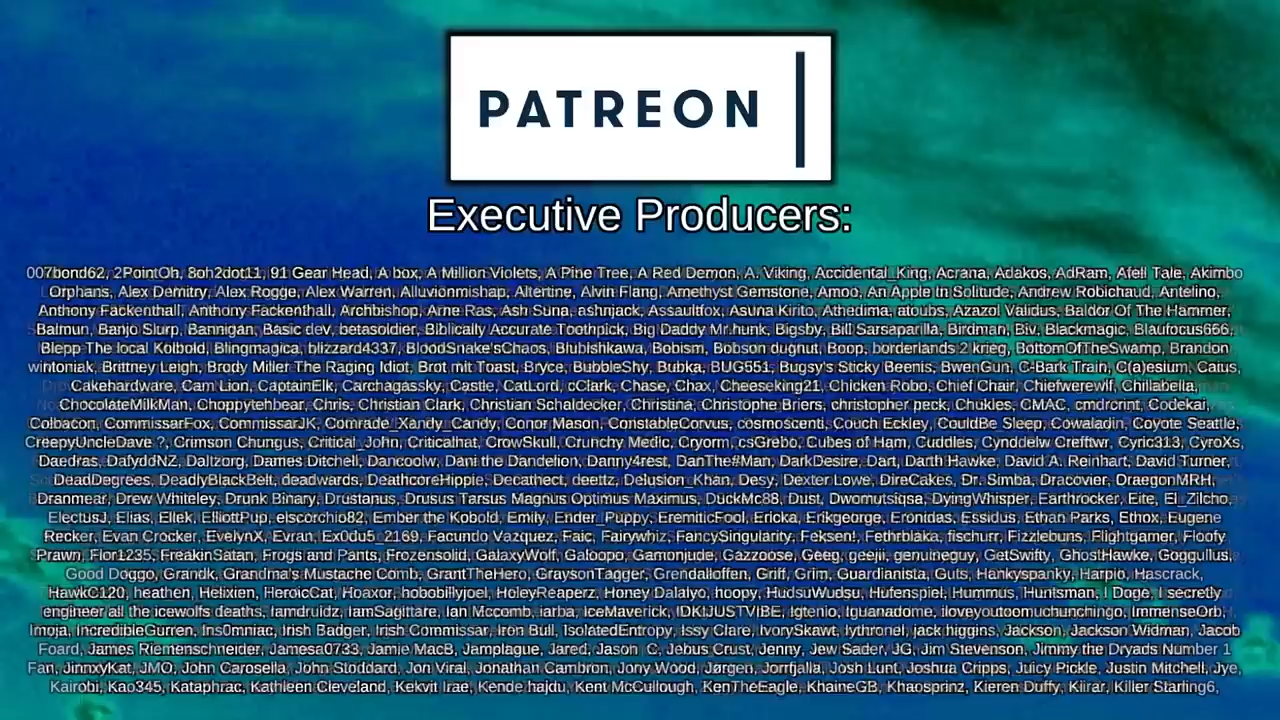 PATREON
Executive Producers:
007bond62, 2PointOh, 8oh2dot11, 91 Gear Head, A box, A Million Violets, A Pine Tree, A Red Demon, A. Viking, Accidental_King, Acrana, Adakos, AdRam, Afell Tale, Akimbo
Orphans, Alex Demitry, Alex Rogge, Alex Warren, Alluvionmishap, Altertine, Alvin Flang, Amethyst Gemstone, Amoo, An Apple In Solitude, Andrew Robichaud, Antelino,
Anthony Fackenthall, Anthony Fackenthall, Archbishop, Arne Ras, Ash Suna, ashnjack, Assaultfox, Asuna Kirito, Athedima, atoubs, Azazol Validus, Baldor Of The Hammer,
Balmun, Banjo Slurp, Bannigan, Basic dev, betasoldier, Biblically Accurate Toothpick, Big Daddy Mr.hunk, Bigsby, Bill Sarsaparilla, Birdman, Biv, Blackmagic, Blaufocus666,
Blepp The local Kolbold, Blingmagica, blizzard4337, BloodSnake'sChaos, Blublshkawa, Bobism, Bobson dugnut, Boop, borderlands 2 krieg, BottomOfTheSwamp, Brandon
wintoniak, Brittney Leigh, Brody Miller The Raging Idiot, Brot mit Toast, Bryce, BubbleShy, Bubka, BUG551, Bugsy's Sticky Beemis, BwenGun, C-Bark Train, C(a)esium, Caius,
Cakehardware, Cam Lion, CaptainElk, Carchagassky, Castle, CatLord, cClark, Chase, Chax, Cheeseking21, Chicken Robo, Chief Chair, Chiefwerewlf, Chillabella,
ChocolateMilkMan, Choppytehbear, Chris, Christian Clark, Christian Schaldecker, Christina, Christophe Briers, christopher peck, Chukles, CMAC, cmdrcrint, Codekai,
Colbacon, CommissarFox, CommissarJK, Comrade_Xandy_Candy, Conor Mason, ConstableCorvus, cosmoscenti, Couch Eckley, CouldBe Sleep, Cowaladin, Coyote Seattle,
CreepyUncleDave ?, Crimson Chungus, Critical_John, Criticalhat, CrowSkull, Crunchy Medic, Cryorm, csGrebo, Cubes of Ham, Cuddles, Cynddelw Crefftwr, Cyric313, CyroXs,
Daedras, DafyddNZ, Daltzorg, Dames Ditchell, Dancoolw, Dani the Dandelion, Danny4rest, DanThe#Man, DarkDesire, Dart, Darth Hawke, David A. Reinhart, David Turner,
DeadDegrees, DeadlyBlackBelt, deadwards, DeathcoreHippie, Decathect, deettz, Delusion_Khan, Desy, Dexter Lowe, DireCakes, Dr. Simba, Dracovier, DraegonMRH,
Dranmear, Drew Whiteley, Drunk Binary, Drustanus, Drusus Tarsus Magnus Optimus Maximus, DuckMc88, Dust, Dwomutsiqsa, DyingWhisper, Earthrocker, Eite, El_Zilcho,
ElectusJ, Elias, Ellek, ElliottPup, elscorchio82, Ember the Kobold, Emily, Ender_Puppy, Eremitic Fool, Ericka, Erikgeorge, Eronidas, Essidus, Ethan Parks, Ethox, Eugene
Recker, Evan Crocker, EvelynX, Evran, Ex0du5_2169, Facundo Vazquez, Faic, Fairywhiz, FancySingularity, Feksen!, Fethrblaka, fischurr, Fizzlebuns, Flightgamer, Floofy
Prawn, Flor1235, FreakinSatan, Frogs and Pants, Frozensolid, GalaxyWolf, Galoopo, Gamonjude, Gazzoose, Geeg, geeji, genuineguy, GetSwifty, GhostHawke, Goggullus,
Good Doggo, Grandk, Grandma's Mustache Comb, GrantTheHero, GraysonTagger, Grendalloffen, Griff, Grim, Guardianista, Guts, Hankyspanky, Harpio, Hascrack,
HawkC120, heathen, Helixien, HeroicCat, Hoaxor, hobobillyjoel, HoleyReaperz, Honey Dalalyo, hoopy, HudsuWudsu, Hufenspiel, Hummus, Huntsman, I Doge, I secretly
engineer all the icewolfs deaths, Iamdruidz, IamSagittare, Ian Mccomb, iarba, IceMaverick, IDKIJUSTVIBE, Igtenio, Iguanadome, iloveyoutoomuchunchingo, ImmenseOrb,
Imoja, IncredibleGurren, Ins0mniac, Irish Badger, Irish Commissar, Iron Bull, IsolatedEntropy, Issy Clare, IvorySkawt, Iythronel, jack higgns, Jackson, Jackson Widman, Jacob
Foard, James Riemenschneider, Jamesa0733, Jamie MacB, Jamplague, Jared, Jason_C, Jebus Crust, Jenny, Jew Sader, JG, Jim Stevenson, Jimmy the Dryads Number 1
Fan, JimxyKat, JMO, John Carosella, John Stoddard, Jon Viral, Jonathan Cambron, Jony Wood, Jørgen, Jorrfjalla, Josh Lunt, Joshua Cripps, Juicy Pickle, Justin Mitchell, Jye,
Kairobi, Kao345, Kataphrac, Kathleen Cleveland, Kekvit Irae, Kende hajdu, Kent McCullough, KenTheEagle, KhaineGB, Khaosprinz, Kieren Duffy, Kiirar, Killer Starling6,